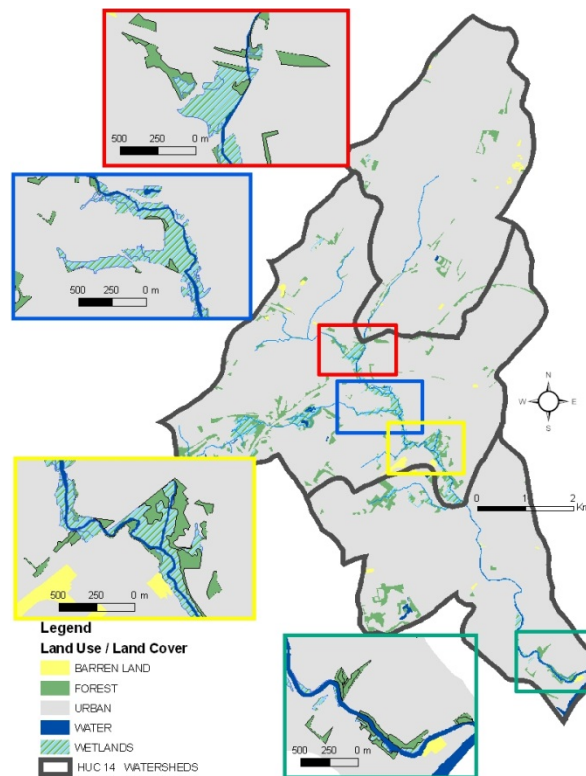 500 250 0 m
500 250 0 m
N
W E
S
0 1 2
Km
500 250 0 m
Legend
Land Use / Land Cover
BARREN LAND
FOREST
URBAN
WATER
WETLANDS
HUC 14 WATERSHEDS
500 250 0 m